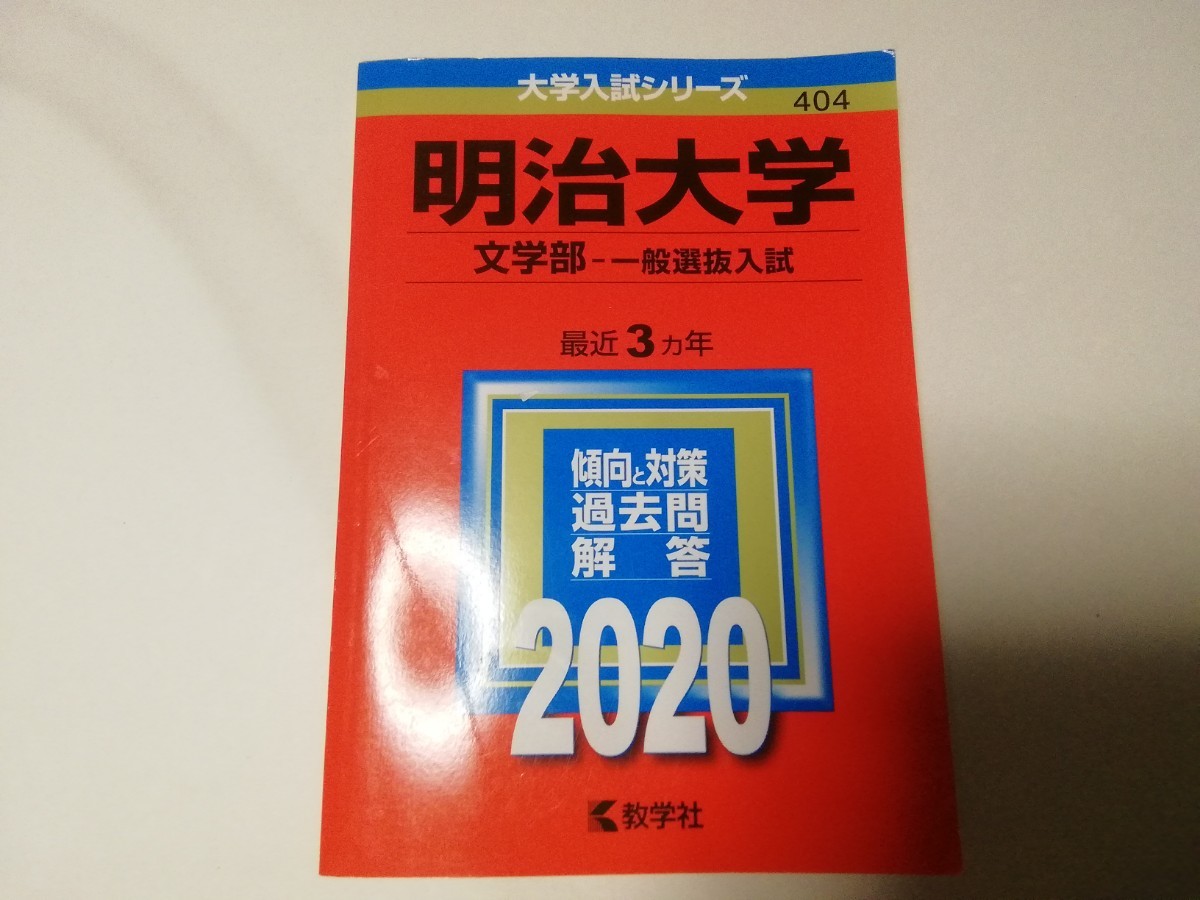 大学入試シリーズ
404
明治大学
文学部-一般選抜入試
最近3ヵ年
傾向と対策
過去問
解答
2020
教学社